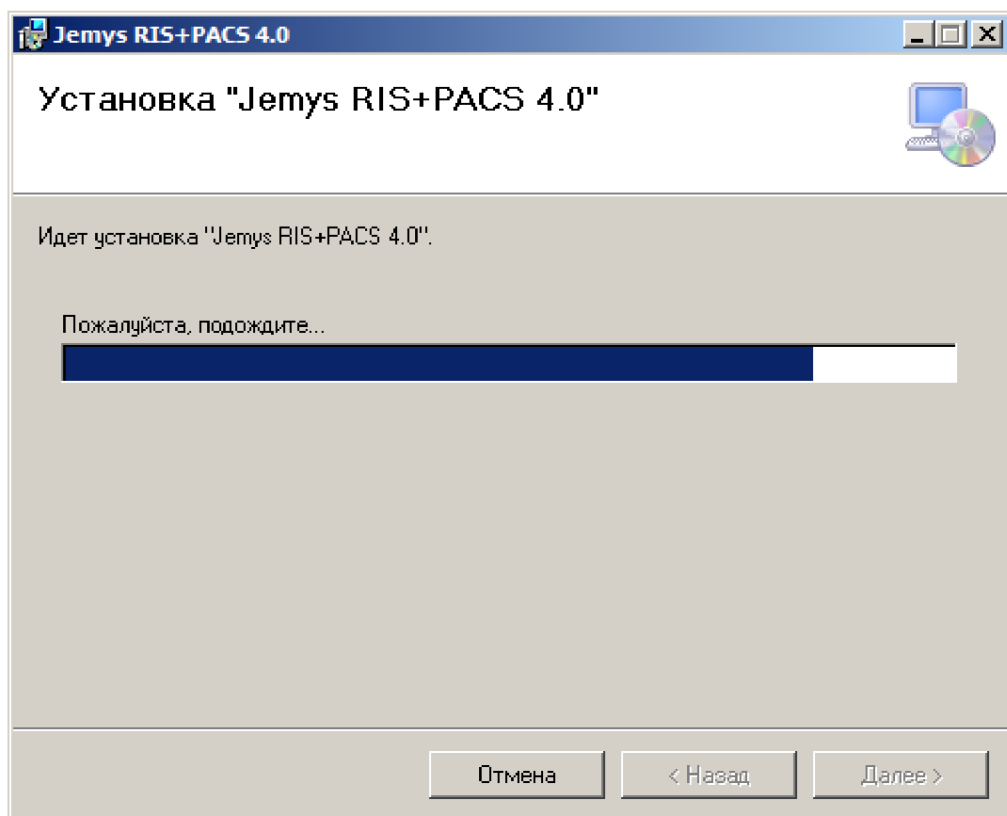 Jemys RIS+PACS 4.0
Установка "Jemys RIS+PACS 4.0"
Идет установка "Jemys RIS+PACS 4.0".
Пожалуйста, подождите...
Отмена
< Назад
Далее >